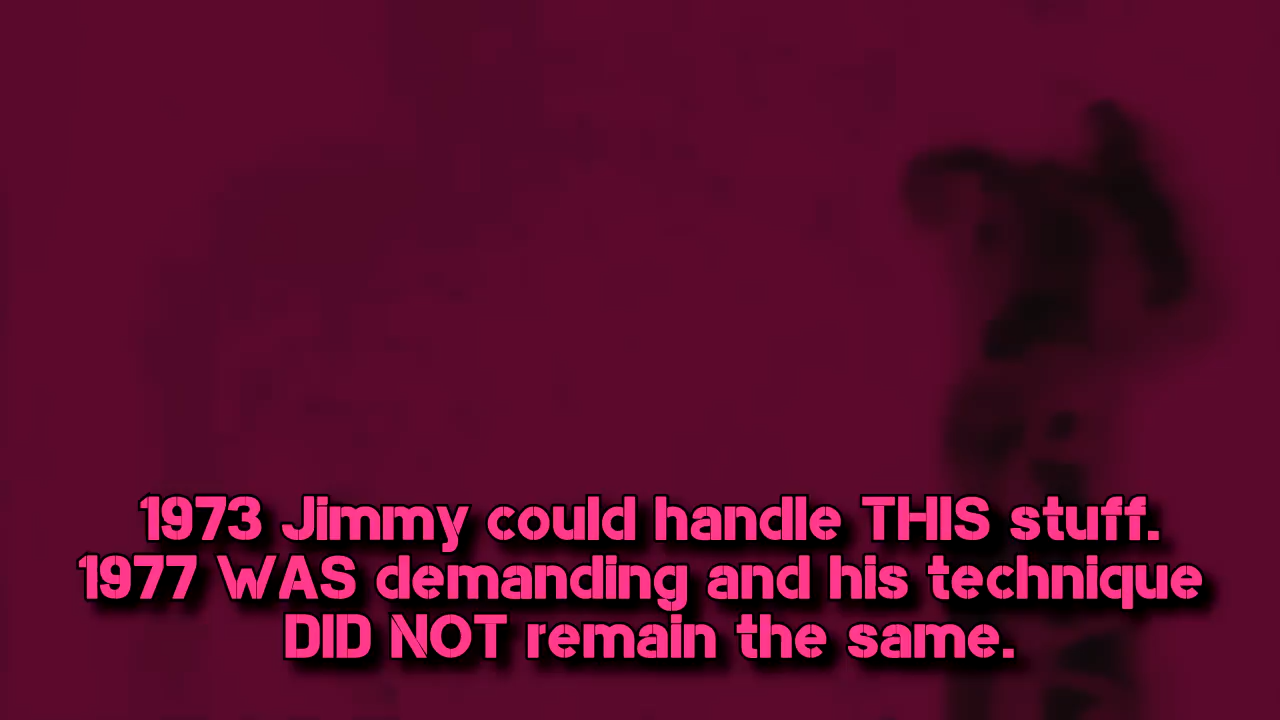 1973 Jimmy could handle THIS stuff.
1977 WAS demanding and his technique
DID NOT remain the same.